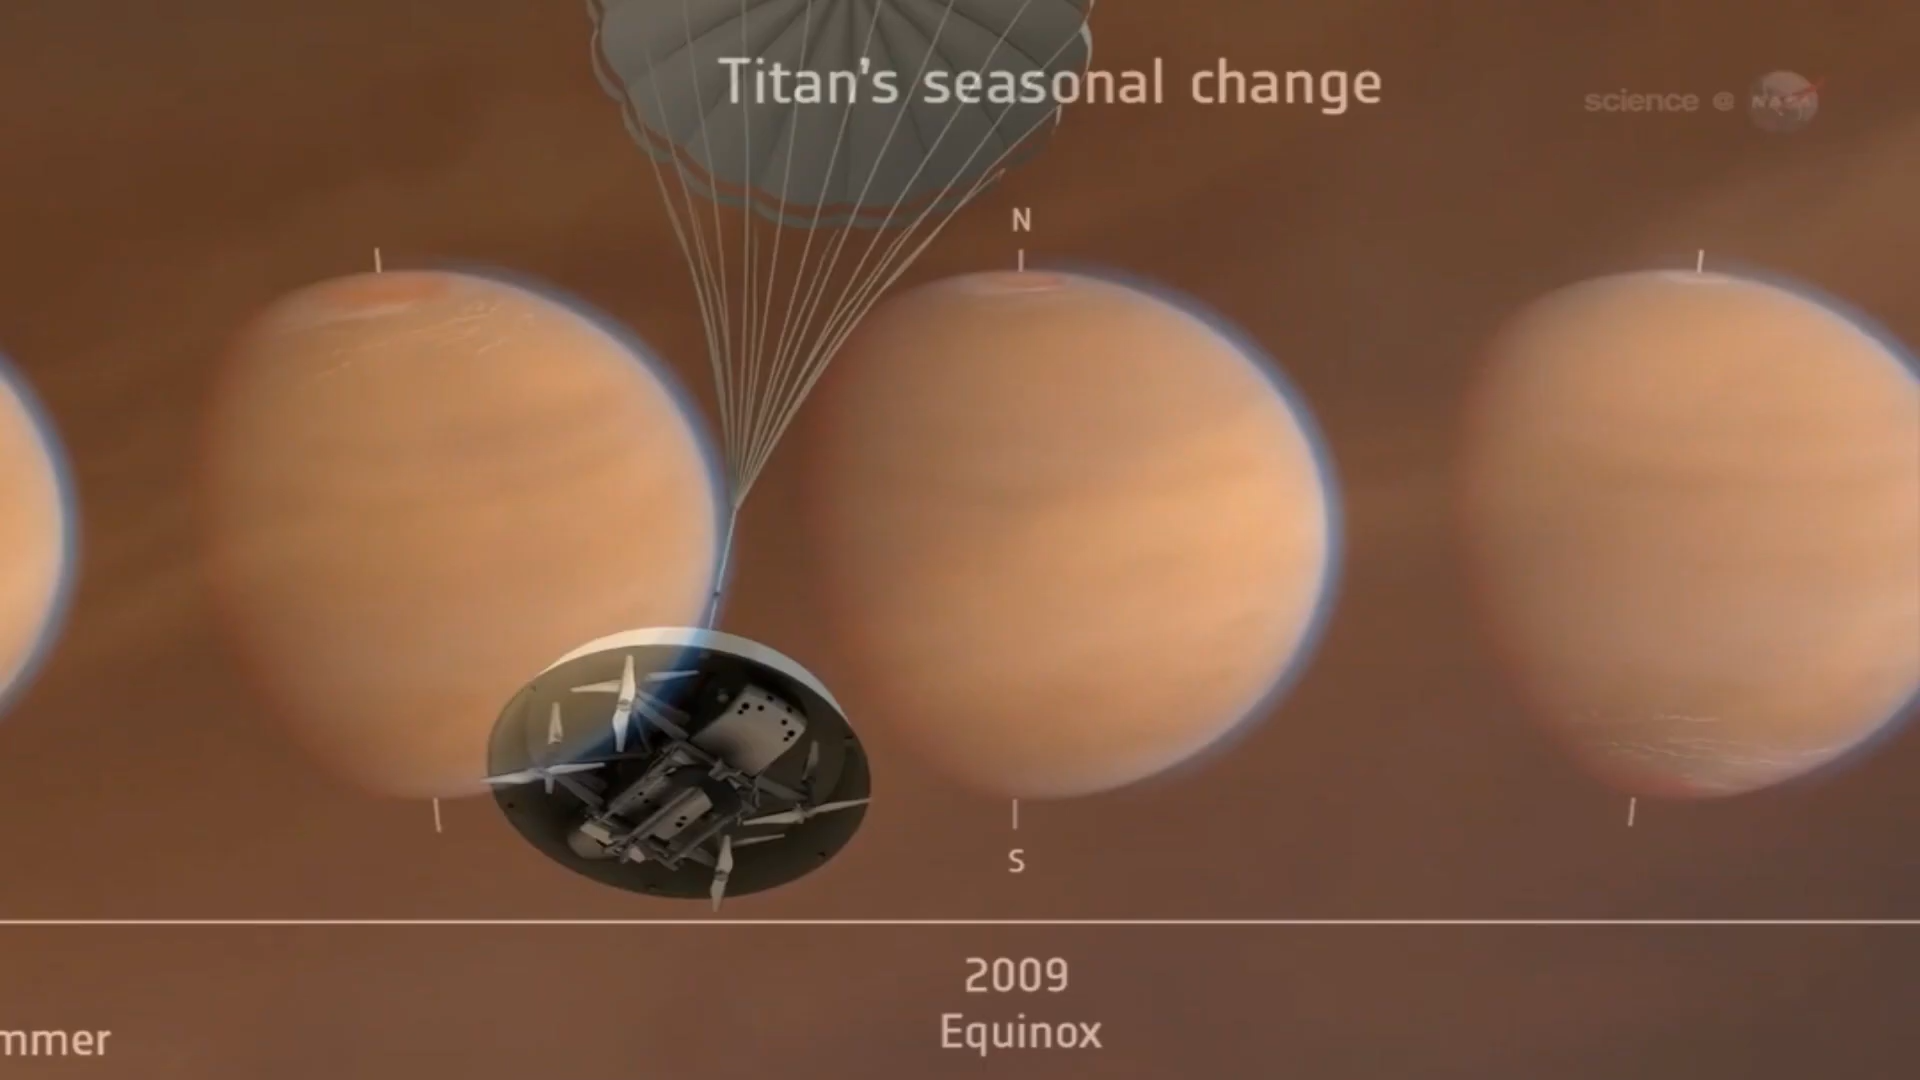 Titan's seasonal change
science @ NASA
N
S
2009
Equinox
mmer